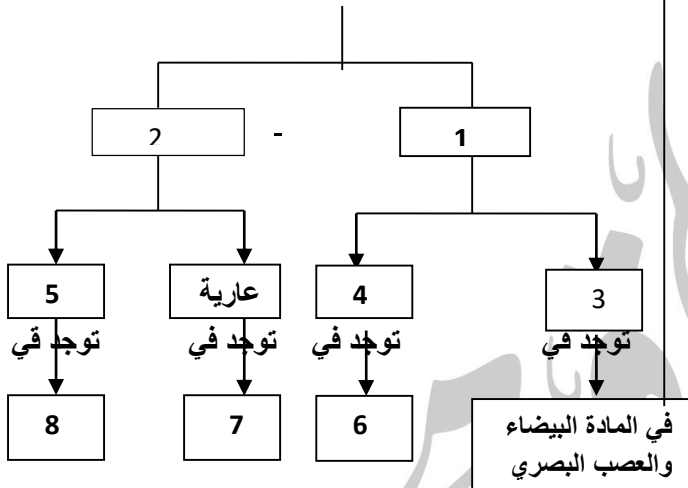 1
-
2
3
4
عارية
5
توجد في
توجد في
توجد في
توجد قي
في المادة البيضاء
والعصب البصري
6
7
8